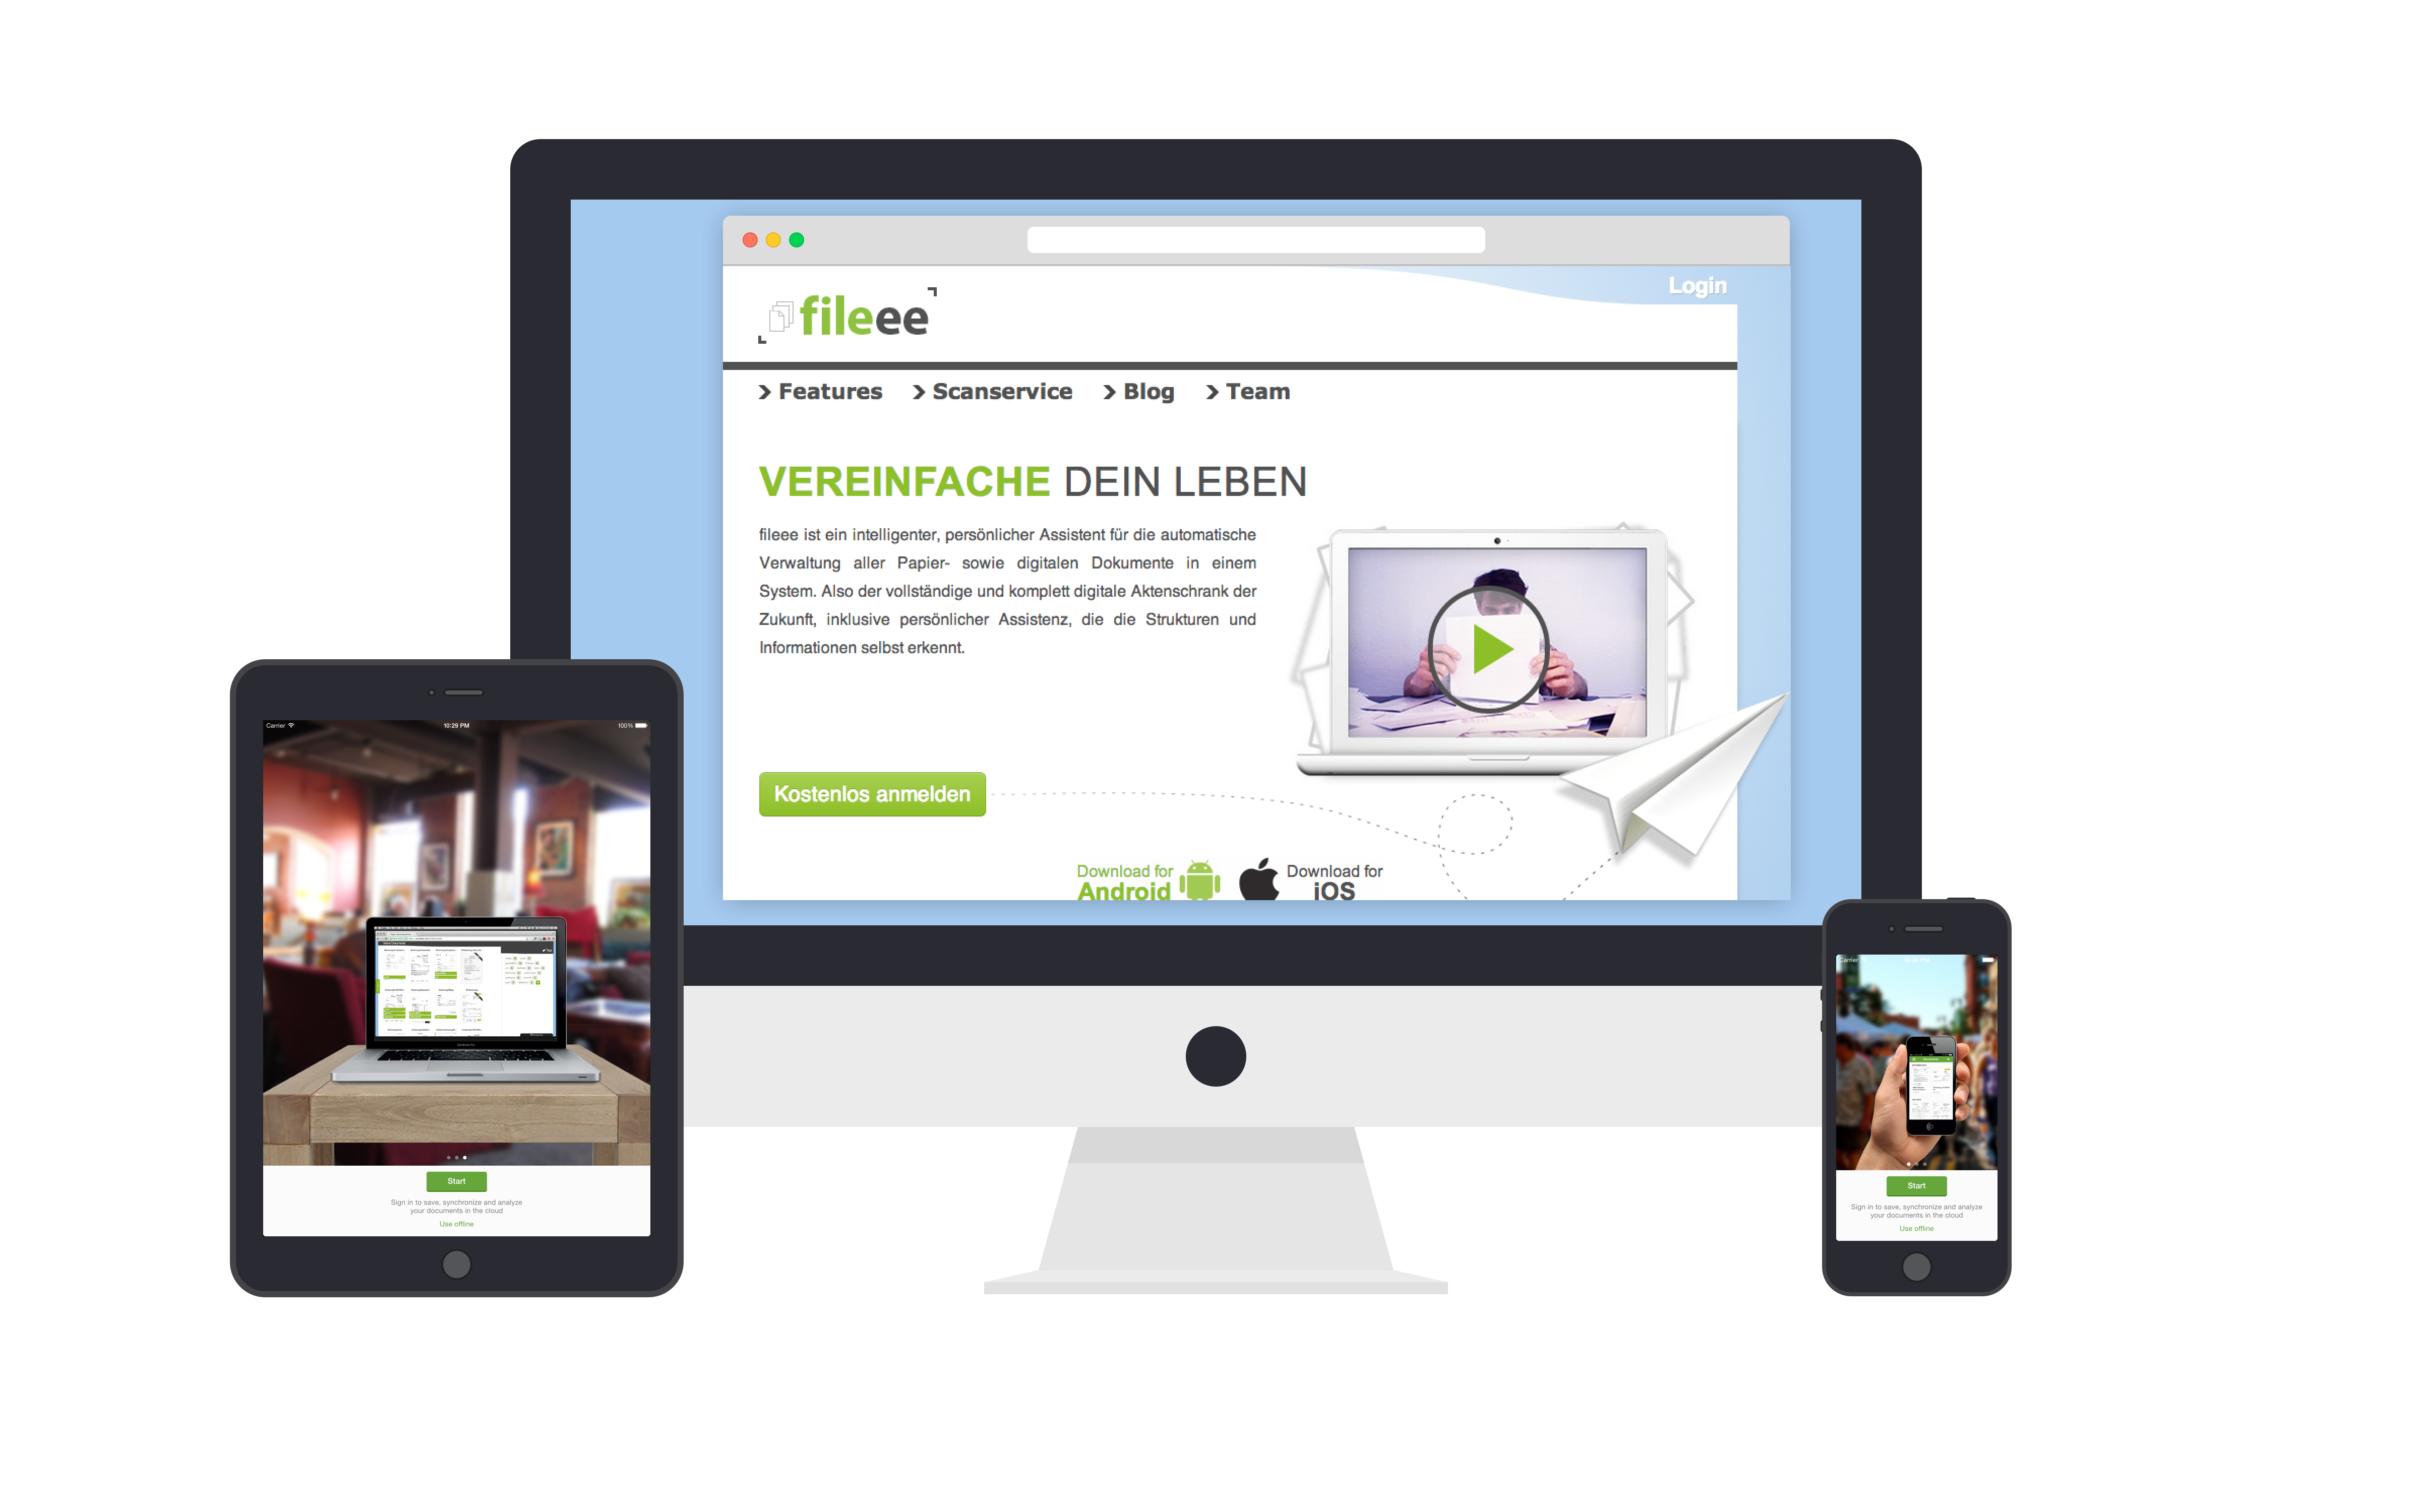 Login
fileee
Features Scanservice Blog Team
VEREINFACHE DEIN LEBEN
fileee ist ein intelligenter, persönlicher Assistent für die automatische
Verwaltung aller Papier- sowie digitalen Dokumente in einem
System. Also der vollständige und komplett digitale Aktenschrank der
Zukunft, inklusive persönlicher Assistenz, die die Strukturen und
Informationen selbst erkennt.
Kostenlos anmelden
Download for
Android
Download for
iOS
Carrier 10:29 PM 100%
Start
Sign in to save, synchronize and analyze
your documents in the cloud
Use offline
Carrier
Start
Sign in to save, synchronize and analyze
your documents in the cloud
Use offline